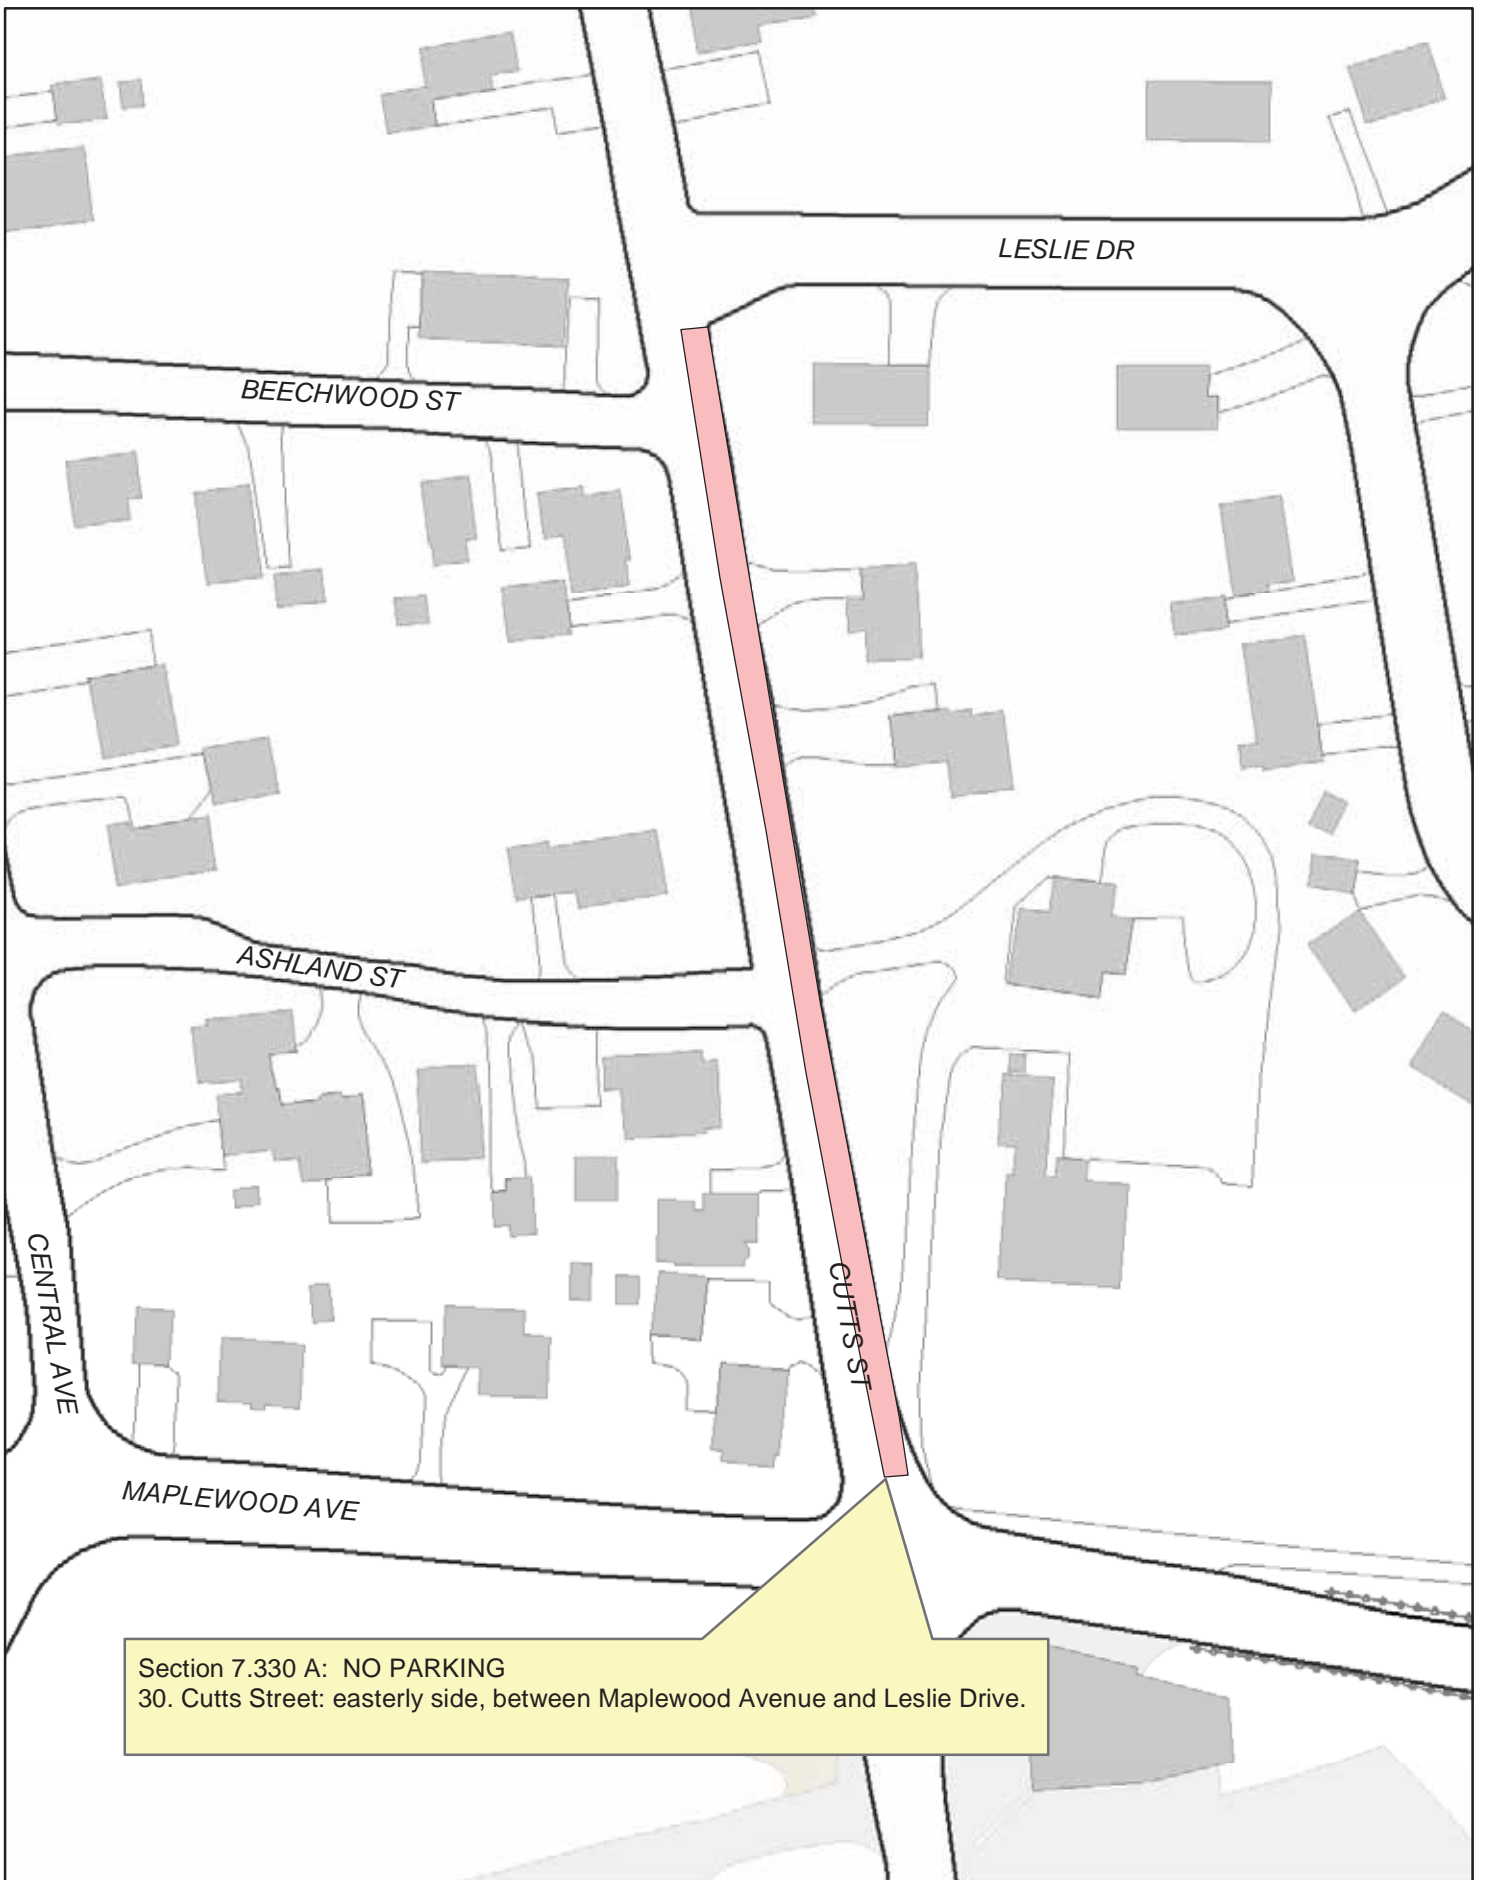 LESLIE DR
BEECHWOOD ST
ASHLAND ST
CENTRAL AVE
CUTTS ST
MAPLEWOOD AVE
Section 7.330 A:  NO PARKING
30. Cutts Street: easterly side, between Maplewood Avenue and Leslie Drive.